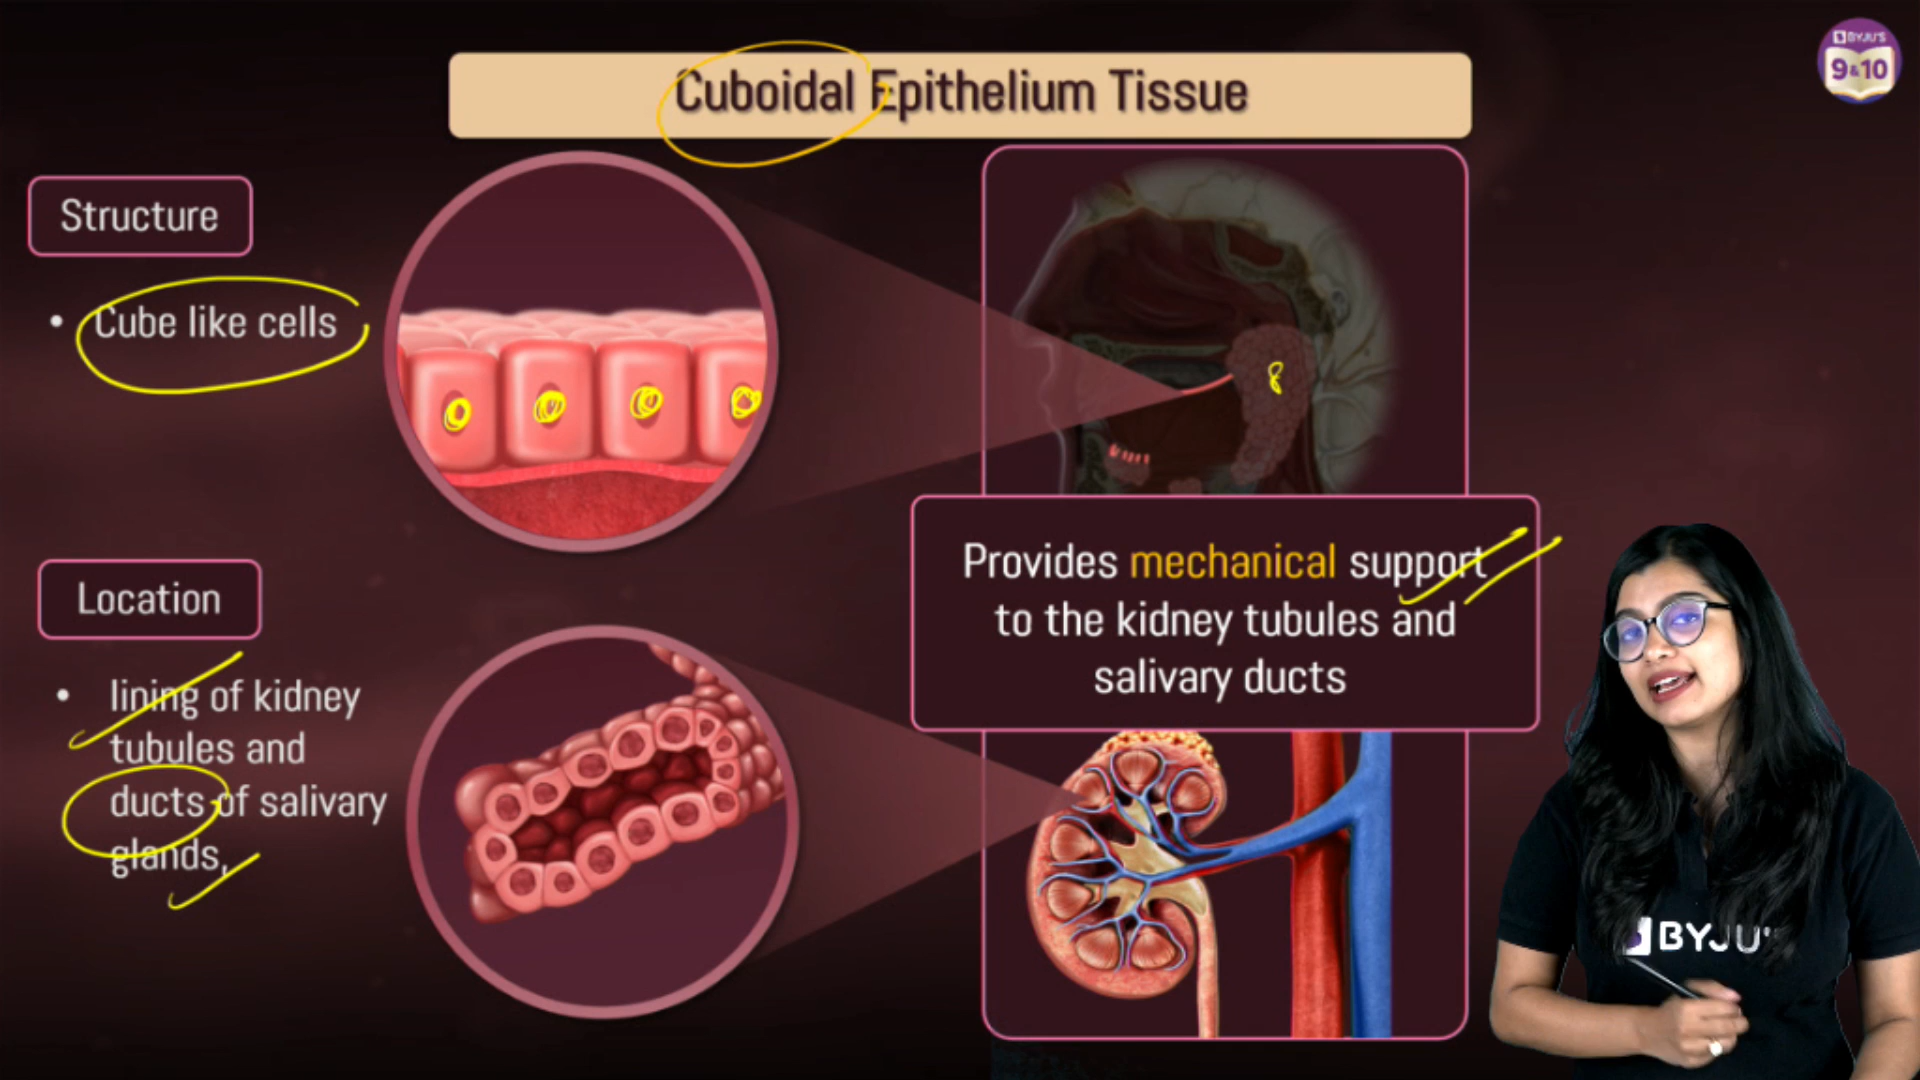 BYJU'S
9&10
Cuboidal Epithelium Tissue
Structure
• Cube like cells
Provides mechanical support
to the kidney tubules and
salivary ducts
Location
• lining of kidney
tubules and
ducts of salivary
glands,
BYJU'